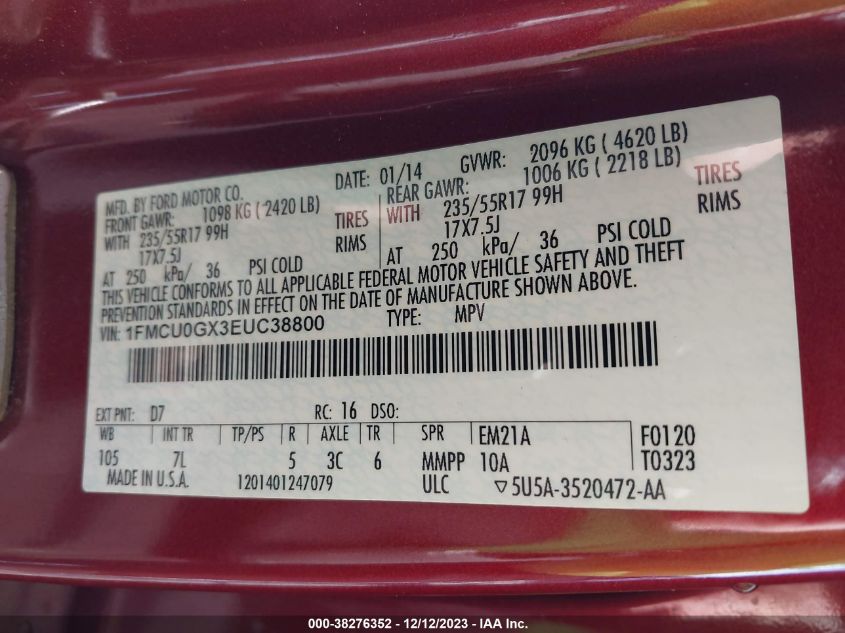 MFD. BY FORD MOTOR CO.
DATE: 01/14 GVWR: 2096 KG ( 4620 LB)
FRONT GAWR: 1098 KG ( 2420 LB)
REAR GAWR: 1006 KG ( 2218 LB)
WITH 235/55R17 99H TIRES
WITH 235/55R17 99H TIRES
17X7.5J RIMS
17X7.5J RIMS
AT 250 kPa/ 36 PSI COLD
AT 250 kPa/ 36 PSI COLD
THIS VEHICLE CONFORMS TO ALL APPLICABLE FEDERAL MOTOR VEHICLE SAFETY AND THEFT
PREVENTION STANDARDS IN EFFECT ON THE DATE OF MANUFACTURE SHOWN ABOVE.
VIN: 1FMCU0GX3EUC38800 TYPE: MPV
EXT PNT: D7 RC: 16 DSO:
WB INT TR TP/PS R AXLE TR SPR EM21A F0120
105 7L 5 3C 6 MMPP 10A T0323
MADE IN U.S.A. 1201401247079 ULC ▽5U5A-3520472-AA
000-38276352 - 12/12/2023 - IAA Inc.